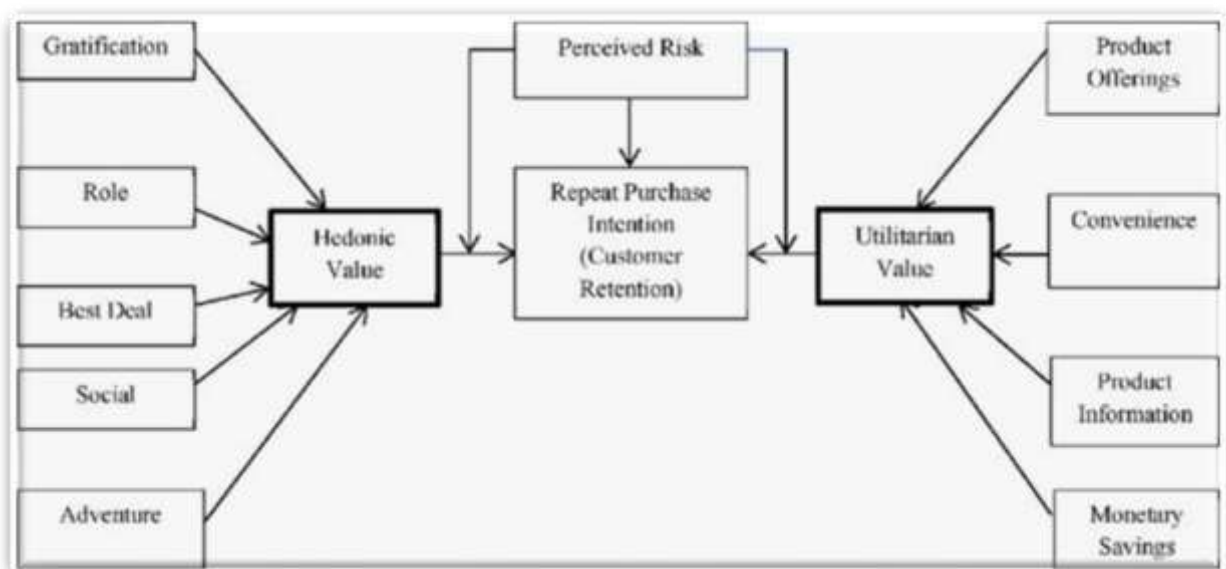 Gratification
Role
Best Deal
Social
Adventure
Hedonic
Value
Perceived Risk
Repeat Purchase
Intention
(Customer
Retention)
Utilitarian
Value
Product
Offerings
Convenience
Product
Information
Monetary
Savings